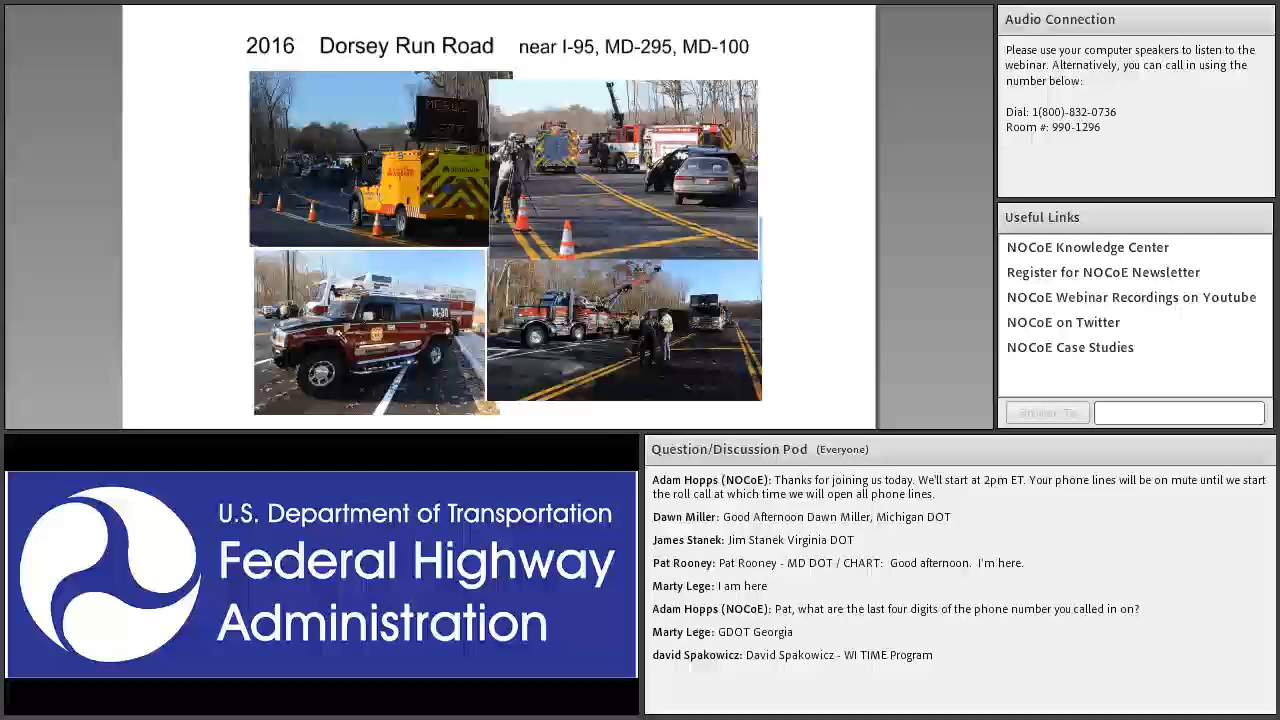 2016 Dorsey Run Road near I-95, MD-295, MD-100
MERGE
LEFT
14-30
Audio Connection
Please use your computer speakers to listen to the
webinar. Alternatively, you can call in using the
number below:
Dial: 1(800)-832-0736
Room #: 990-1296
Useful Links
NOCoE Knowledge Center
Register for NOCoE Newsletter
NOCoE Webinar Recordings on Youtube
NOCoE on Twitter
NOCoE Case Studies
Browse To
U.S. Department of Transportation
Federal Highway
Administration
Question/Discussion Pod (Everyone)
Adam Hopps (NOCoE): Thanks for joining us today. We'll start at 2pm ET. Your phone lines will be on mute until we start
the roll call at which time we will open all phone lines.
Dawn Miller: Good Afternoon Dawn Miller, Michigan DOT
James Stanek: Jim Stanek Virginia DOT
Pat Rooney: Pat Rooney - MD DOT / CHART: Good afternoon. I'm here.
Marty Lege: I am here
Adam Hopps (NOCoE): Pat, what are the last four digits of the phone number you called in on?
Marty Lege: GDOT Georgia
david Spakowicz: David Spakowicz - WI TIME Program